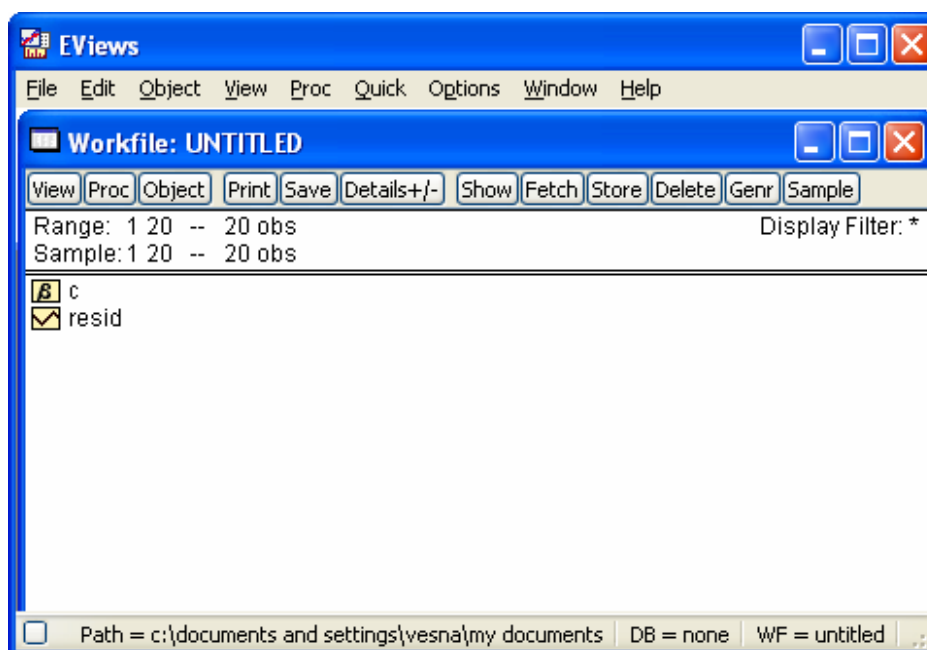 EViews
File Edit Object View Proc Quick Options Window Help
Workfile: UNTITLED
View Proc Object Print Save Details+/- Show Fetch Store Delete Genr Sample
Range: 1 20 -- 20 obs Display Filter: *
Sample: 1 20 -- 20 obs
β c
resid
Path = c:\documents and settings\vesna\my documents DB = none WF = untitled